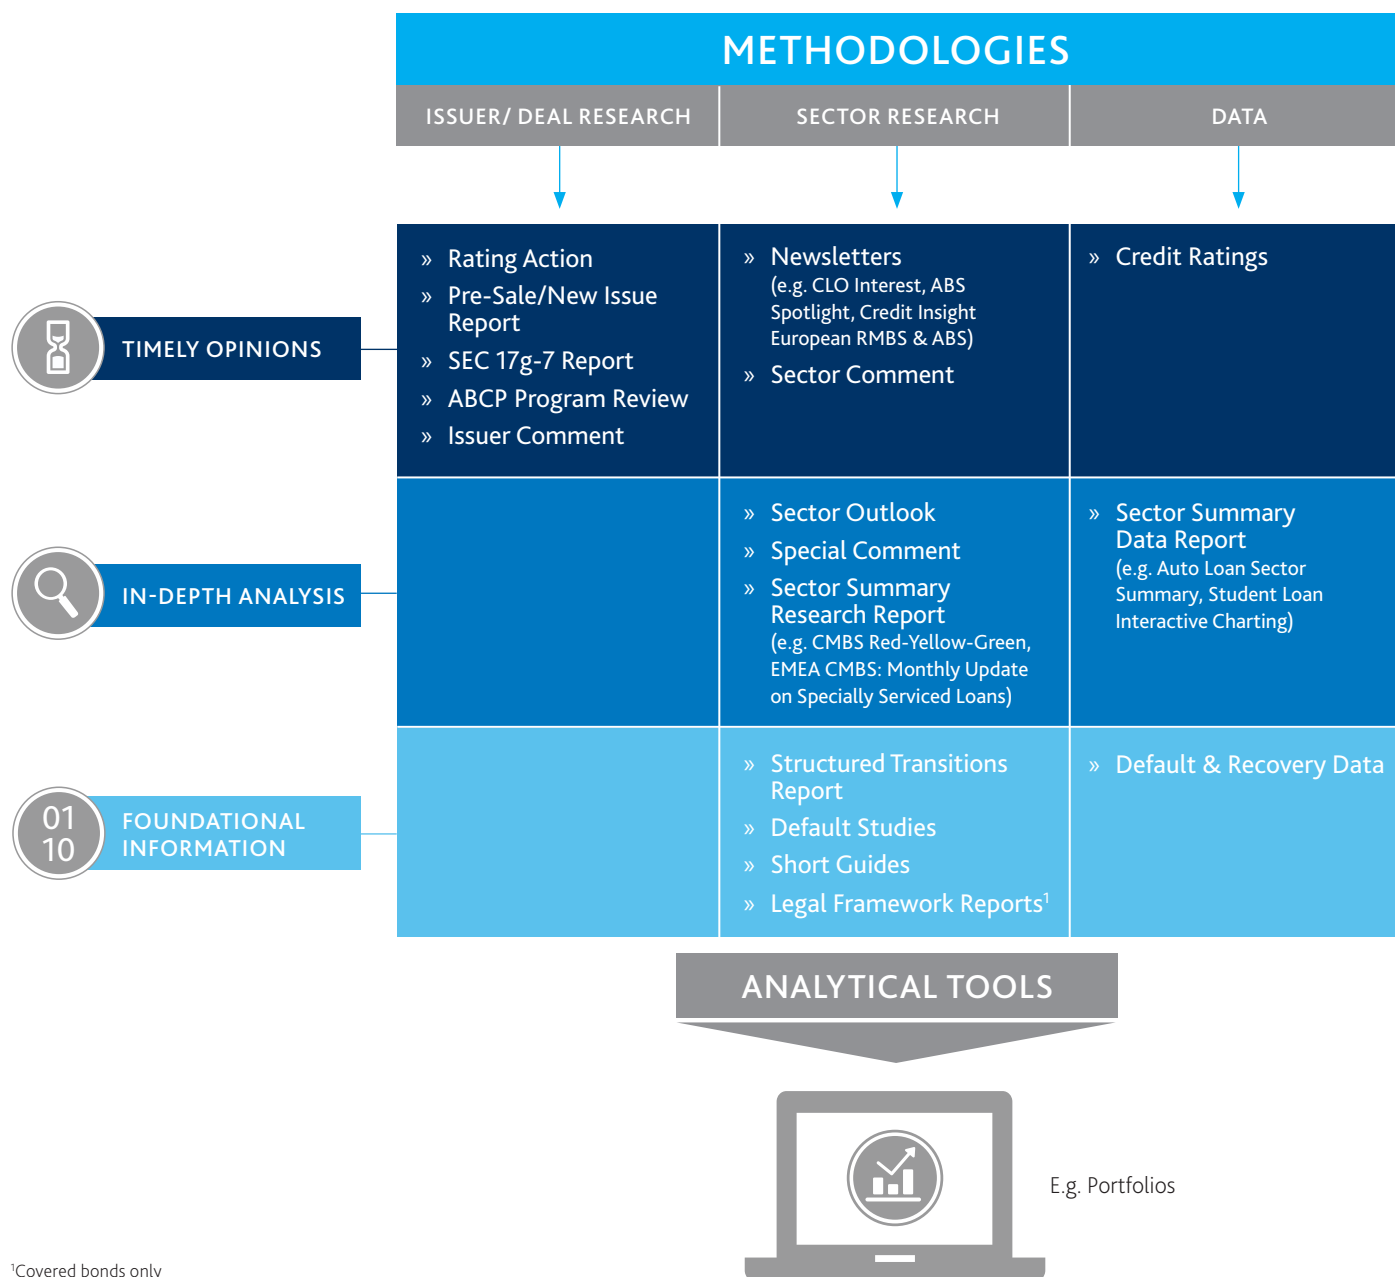 METHODOLOGIES
ISSUER/ DEAL RESEARCH
SECTOR RESEARCH
DATA
TIMELY OPINIONS
» Rating Action
» Pre-Sale/New Issue
Report
» SEC 17g-7 Report
» ABCP Program Review
» Issuer Comment
» Newsletters
(e.g. CLO Interest, ABS
Spotlight, Credit Insight
European RMBS & ABS)
» Sector Comment
» Credit Ratings
IN-DEPTH ANALYSIS
» Sector Outlook
» Special Comment
» Sector Summary
Research Report
(e.g. CMBS Red-Yellow-Green,
EMEA CMBS: Monthly Update
on Specially Serviced Loans)
» Sector Summary
Data Report
(e.g. Auto Loan Sector
Summary, Student Loan
Interactive Charting)
01
10
FOUNDATIONAL
INFORMATION
» Structured Transitions
Report
» Default Studies
» Short Guides
» Legal Framework Reports¹
» Default & Recovery Data
ANALYTICAL TOOLS
E.g. Portfolios
¹Covered bonds only